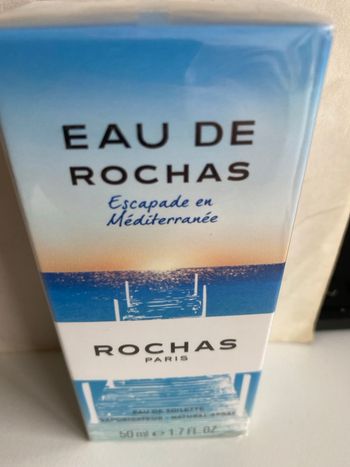 EAU DE
ROCHAS
Escapade en
Méditerranée
ROCHAS
PARIS
EAU DE TOILETTE
VAPORISATEUR - NATURAL SPRAY
50 ml ℮ 1.7 FL. OZ